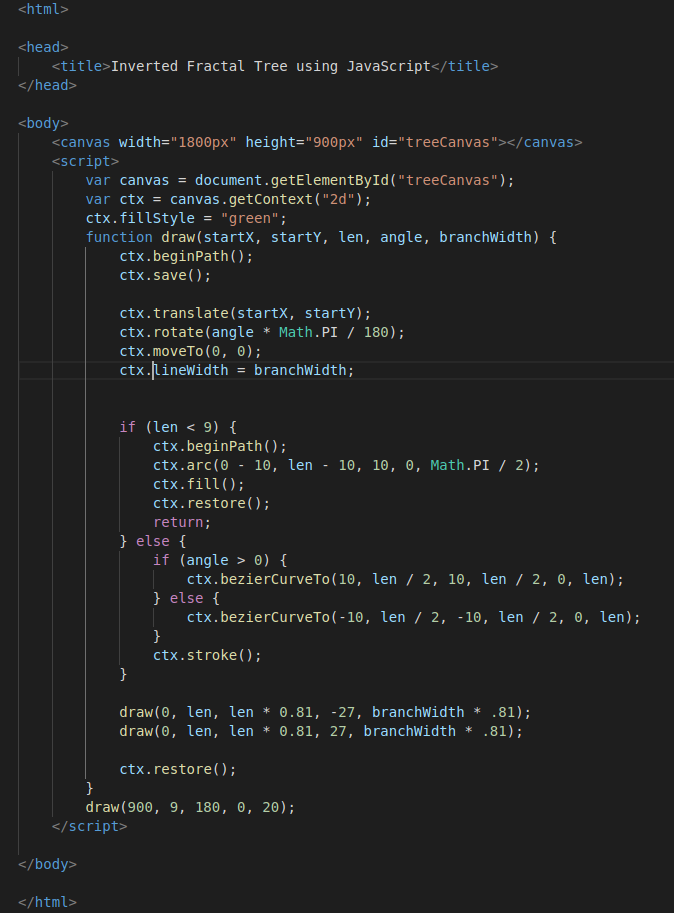 <html>
<head>
<title>Inverted Fractal Tree using JavaScript</title>
</head>
<body>
<canvas width="1800px" height="900px" id="treeCanvas"></canvas>
<script>
var canvas = document.getElementById("treeCanvas");
var ctx = canvas.getContext("2d");
ctx.fillStyle = "green";
function draw(startX, startY, len, angle, branchWidth) {
ctx.beginPath();
ctx.save();
ctx.translate(startX, startY);
ctx.rotate(angle * Math.PI / 180);
ctx.moveTo(0, 0);
ctx.lineWidth = branchWidth;
if (len < 9) {
ctx.beginPath();
ctx.arc(0 - 10, len - 10, 10, 0, Math.PI / 2);
ctx.fill();
ctx.restore();
return;
} else {
if (angle > 0) {
ctx.bezierCurveTo(10, len / 2, 10, len / 2, 0, len);
} else {
ctx.bezierCurveTo(-10, len / 2, -10, len / 2, 0, len);
}
ctx.stroke();
}
draw(0, len, len * 0.81, -27, branchWidth * .81);
draw(0, len, len * 0.81, 27, branchWidth * .81);
ctx.restore();
}
draw(900, 9, 180, 0, 20);
</script>
</body>
</html>